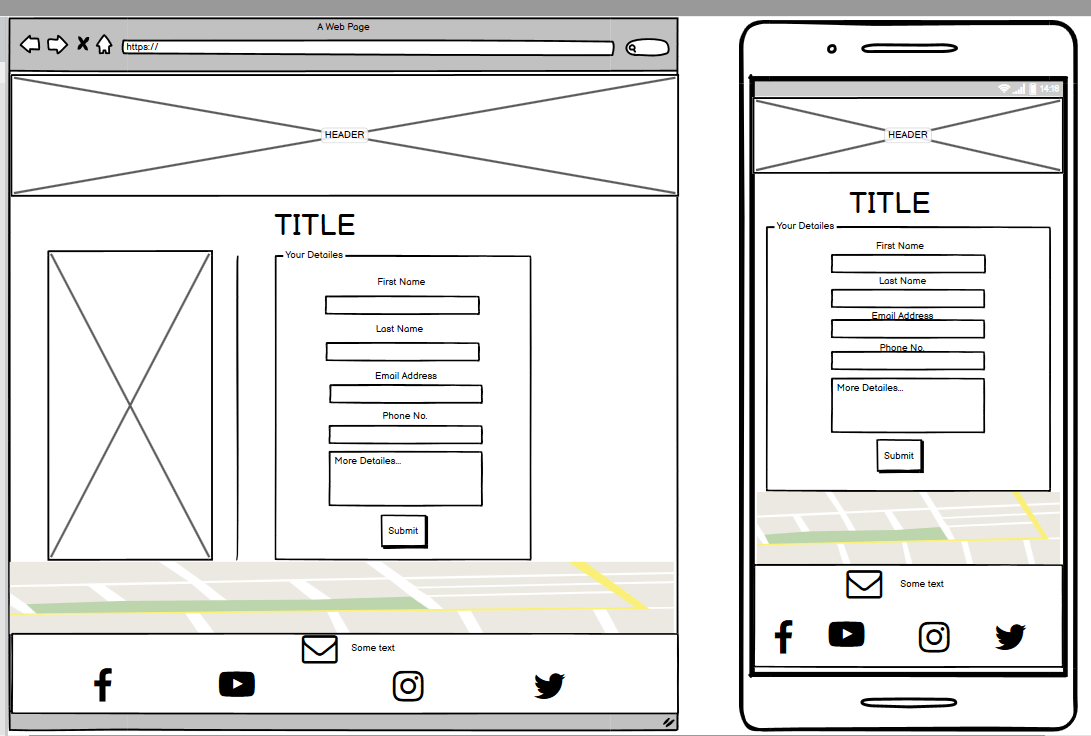 A Web Page
https://
HEADER
TITLE
Your Detailes
First Name
Last Name
Email Address
Phone No.
More Detailes...
Submit
Some text
14:18
HEADER
TITLE
Your Detailes
First Name
Last Name
Email Address
Phone No.
More Detailes...
Submit
Some text